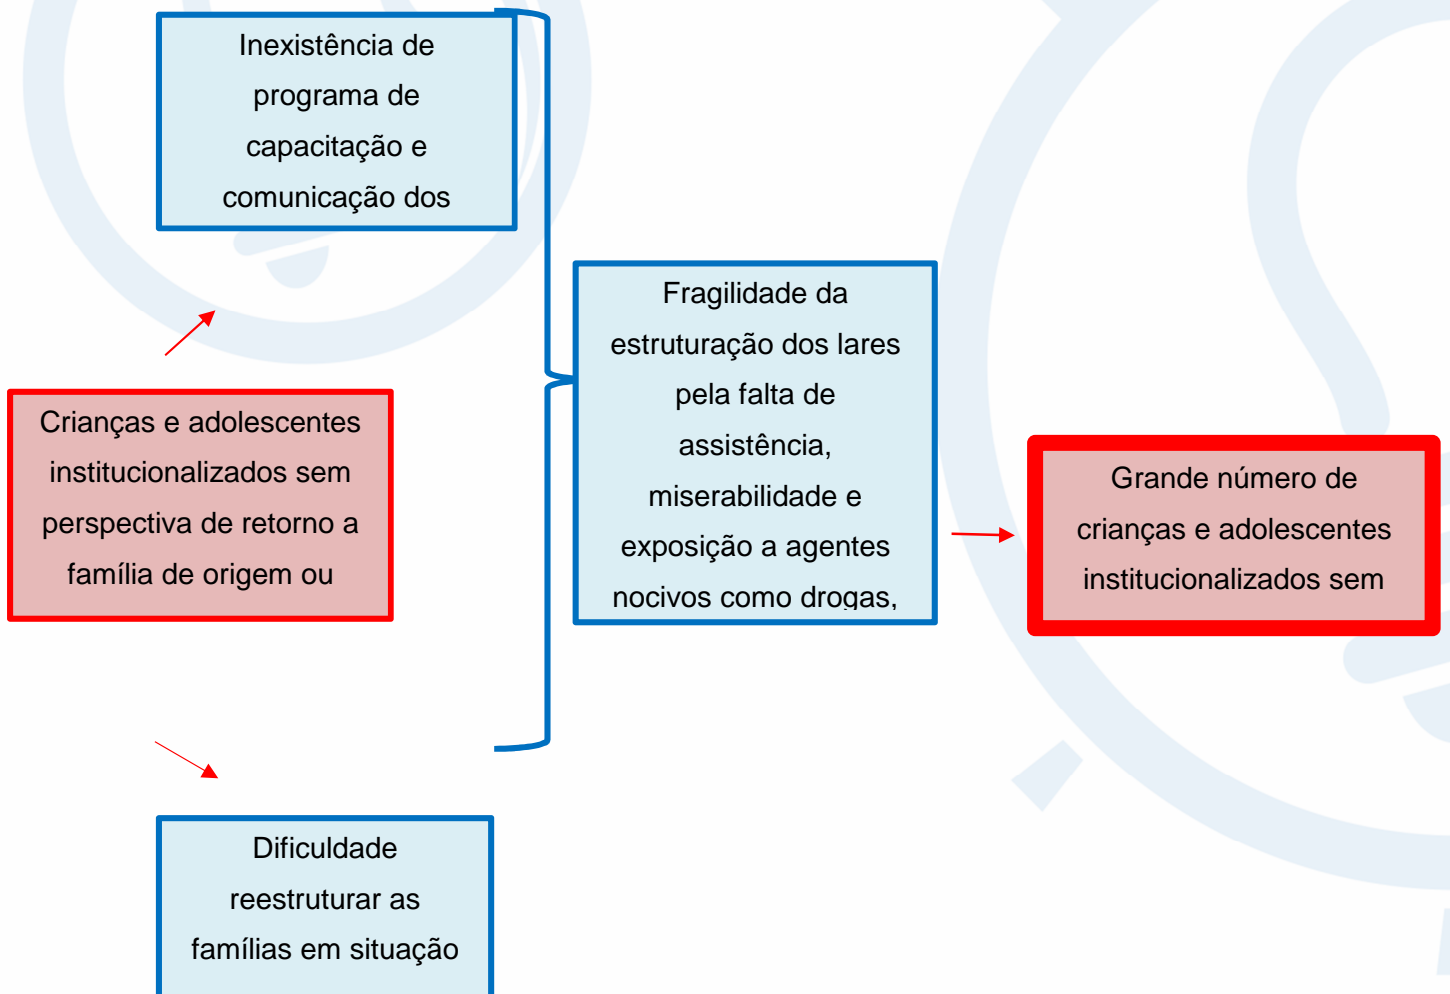 Inexistência de
programa de
capacitação e
comunicação dos
Crianças e adolescentes
institucionalizados sem
perspectiva de retorno a
família de origem ou
Fragilidade da
estruturação dos lares
pela falta de
assistência,
miserabilidade e
exposição a agentes
nocivos como drogas,
Grande número de
crianças e adolescentes
institucionalizados sem
Dificuldade
reestruturar as
famílias em situação